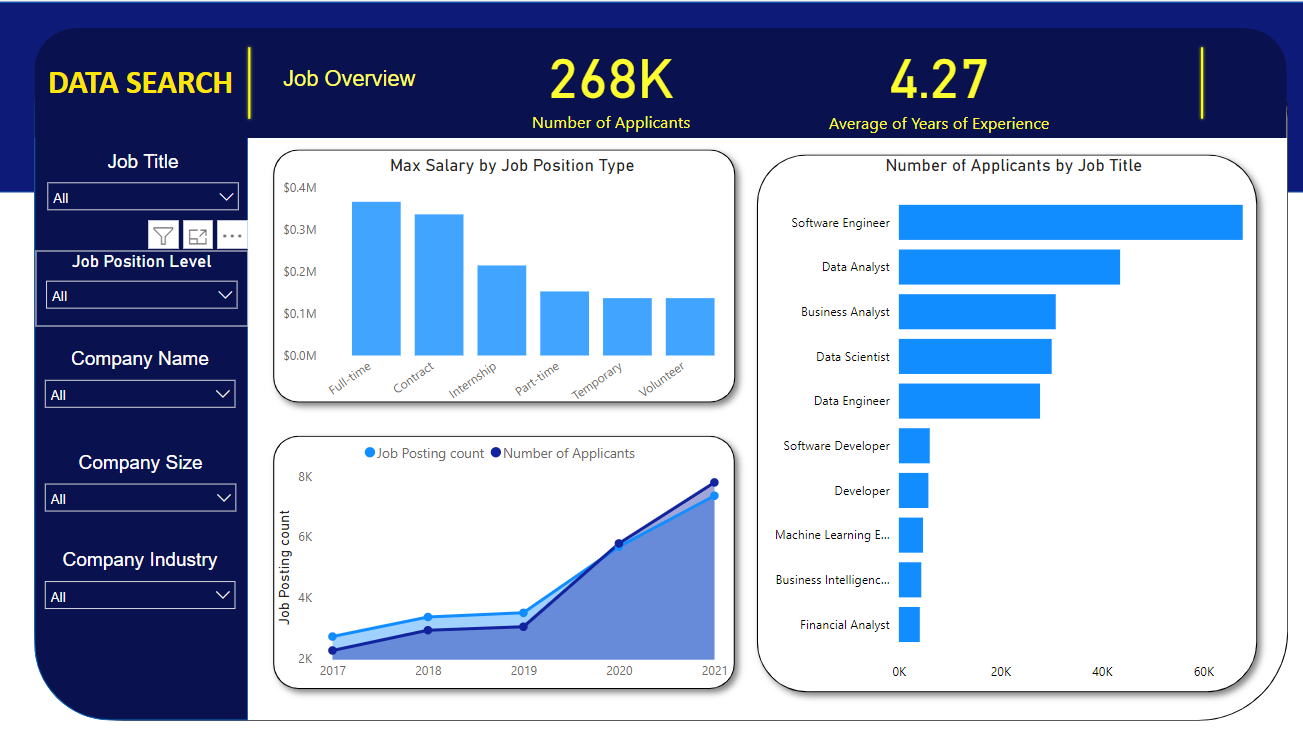 DATA SEARCH
Job Overview
268K
Number of Applicants
4.27
Average of Years of Experience
Job Title
All
Job Position Level
All
Company Name
All
Company Size
All
Company Industry
All
Max Salary by Job Position Type
$0.4M
$0.3M
$0.2M
$0.1M
$0.0M
Full-time
Contract
Internship
Part-time
Temporary
Volunteer
Job Posting count
Number of Applicants
Job Posting count
8K
6K
4K
2K
2017
2018
2019
2020
2021
Number of Applicants by Job Title
Software Engineer
Data Analyst
Business Analyst
Data Scientist
Data Engineer
Software Developer
Developer
Machine Learning E...
Business Intelligenc...
Financial Analyst
0K
20K
40K
60K